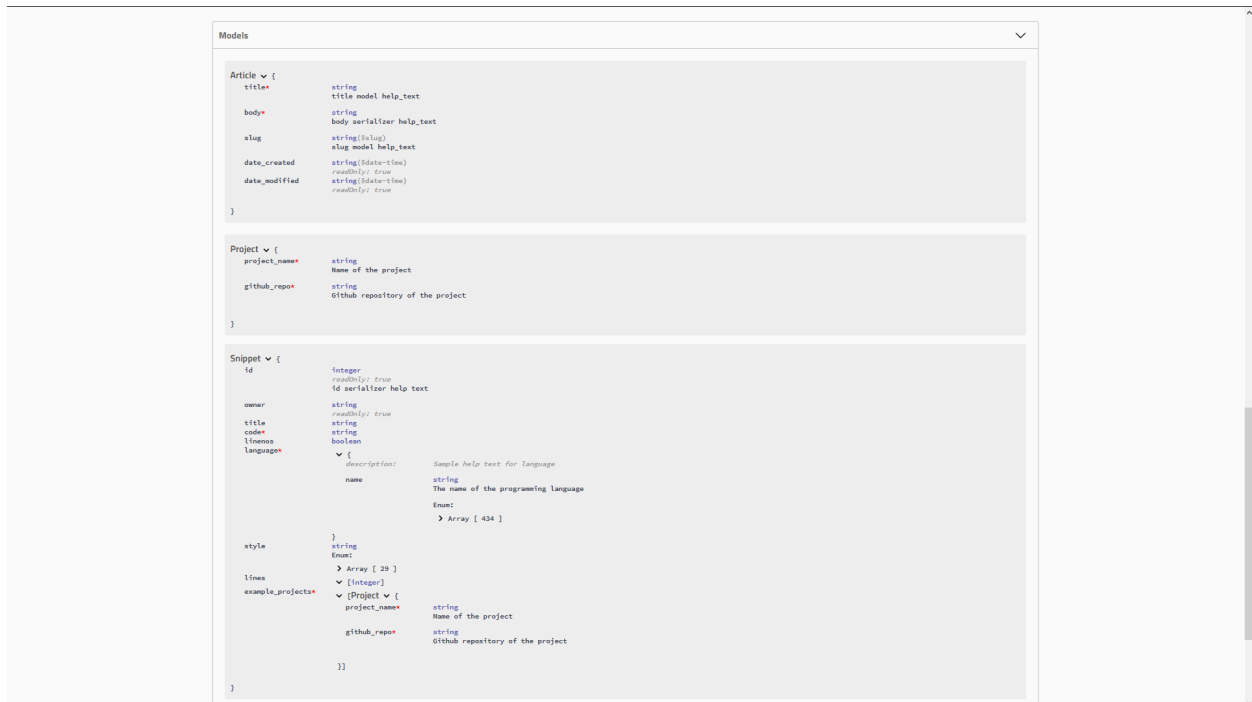 Models
Article {
title* string
title model help_text
body* string
body serializer help_text
slug string($slug)
slug model help_text
date_created string($date-time)
readOnly: true
date_modified string($date-time)
readOnly: true
}
Project {
project_name* string
Name of the project
github_repo* string
Github repository of the project
}
Snippet {
id integer
readOnly: true
id serializer help text
owner string
readOnly: true
title string
code* string
linenos boolean
language* {
description: Sample help text for language
name string
The name of the programming language
Enum:
Array [ 434 ]
}
style string
Enum:
Array [ 29 ]
lines [integer]
example_projects* [Project {
project_name* string
Name of the project
github_repo* string
Github repository of the project
}]
}